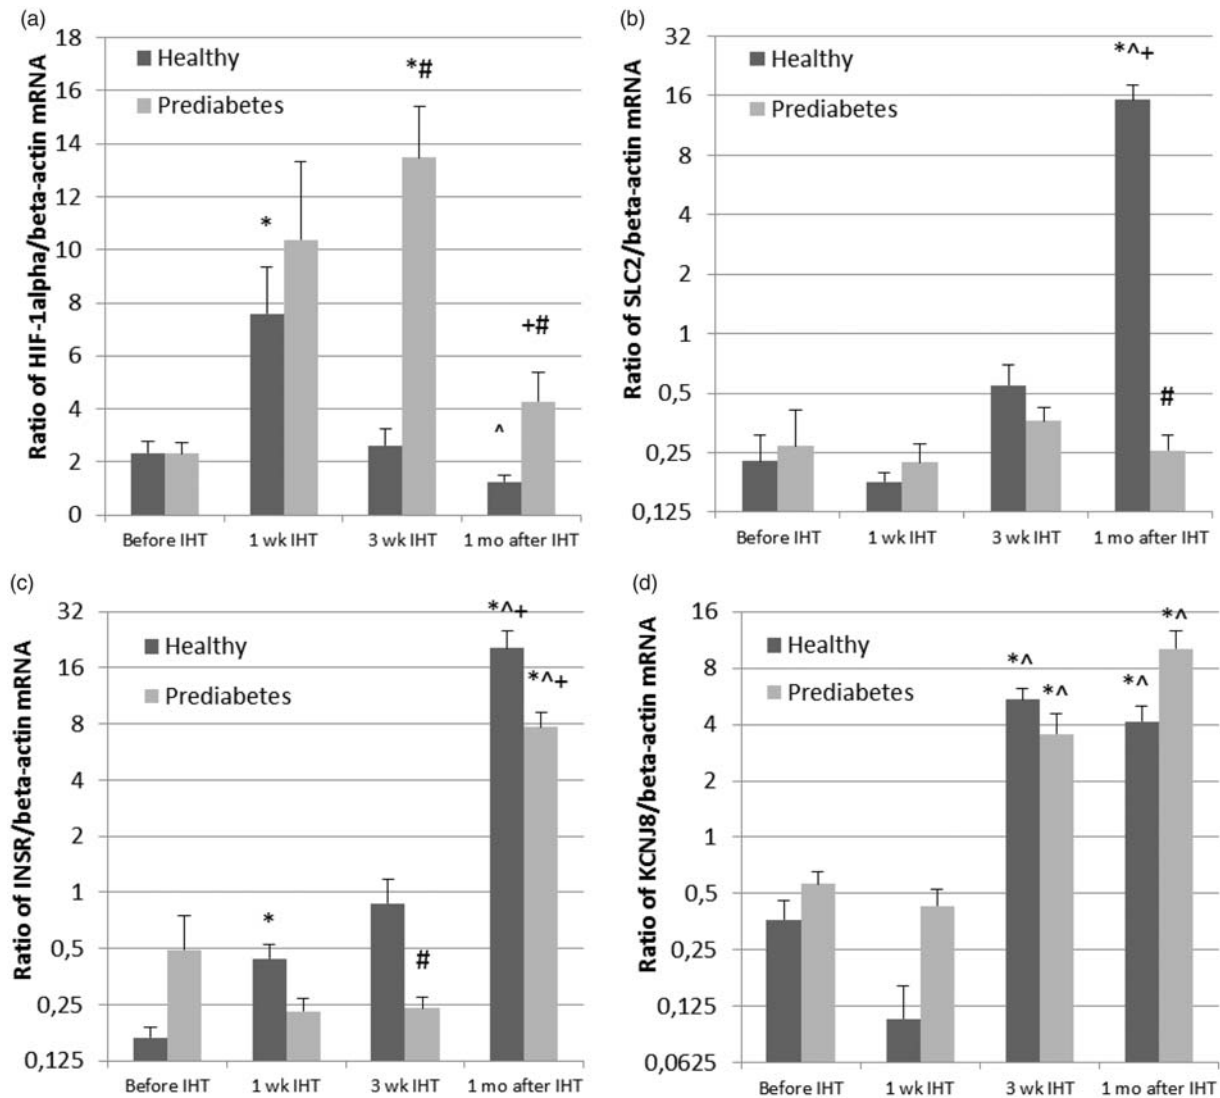 (a)
Ratio of HIF-1alpha/beta-actin mRNA
18
16
14
12
10
8
6
4
2
0
Healthy
Prediabetes
*
*#
^
+#
Before IHT 1 wk IHT 3 wk IHT 1 mo after IHT
(b)
Ratio of SLC2/beta-actin mRNA
32
16
8
4
2
1
0,5
0,25
0,125
Healthy
Prediabetes
*^+
#
Before IHT 1 wk IHT 3 wk IHT 1 mo after IHT
(c)
Ratio of INSR/beta-actin mRNA
32
16
8
4
2
1
0,5
0,25
0,125
Healthy
Prediabetes
*
#
*^+
*^+
Before IHT 1 wk IHT 3 wk IHT 1 mo after IHT
(d)
Ratio of KCNJ8/beta-actin mRNA
16
8
4
2
1
0,5
0,25
0,125
0,0625
Healthy
Prediabetes
*^
*^
*^
*^
Before IHT 1 wk IHT 3 wk IHT 1 mo after IHT